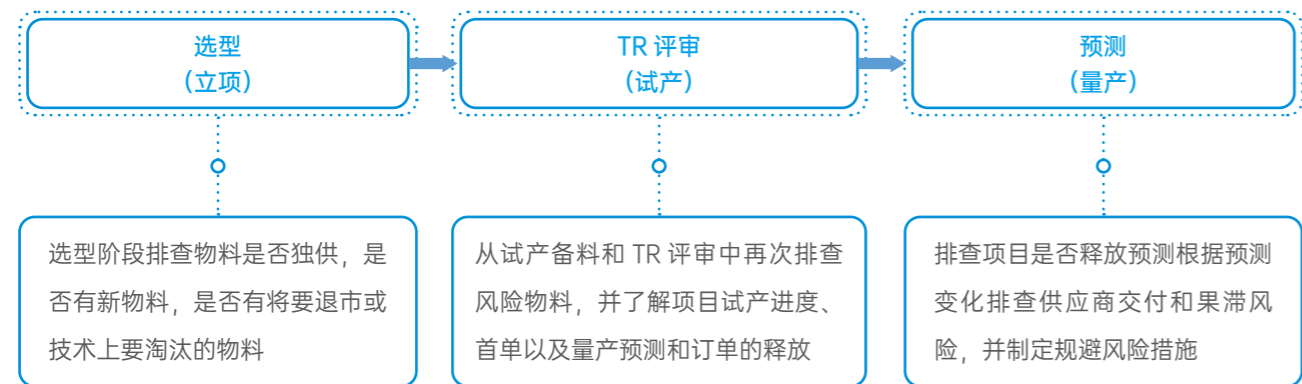 选型
（立项）
TR 评审
（试产）
预测
（量产）
选型阶段排查物料是否独供，是
否有新物料，是否有将要退市或
技术上要淘汰的物料
从试产备料和 TR 评审中再次排查
风险物料，并了解项目试产进度、
首单以及量产预测和订单的释放
排查项目是否释放预测根据预测
变化排查供应商交付和果滞风
险，并制定规避风险措施